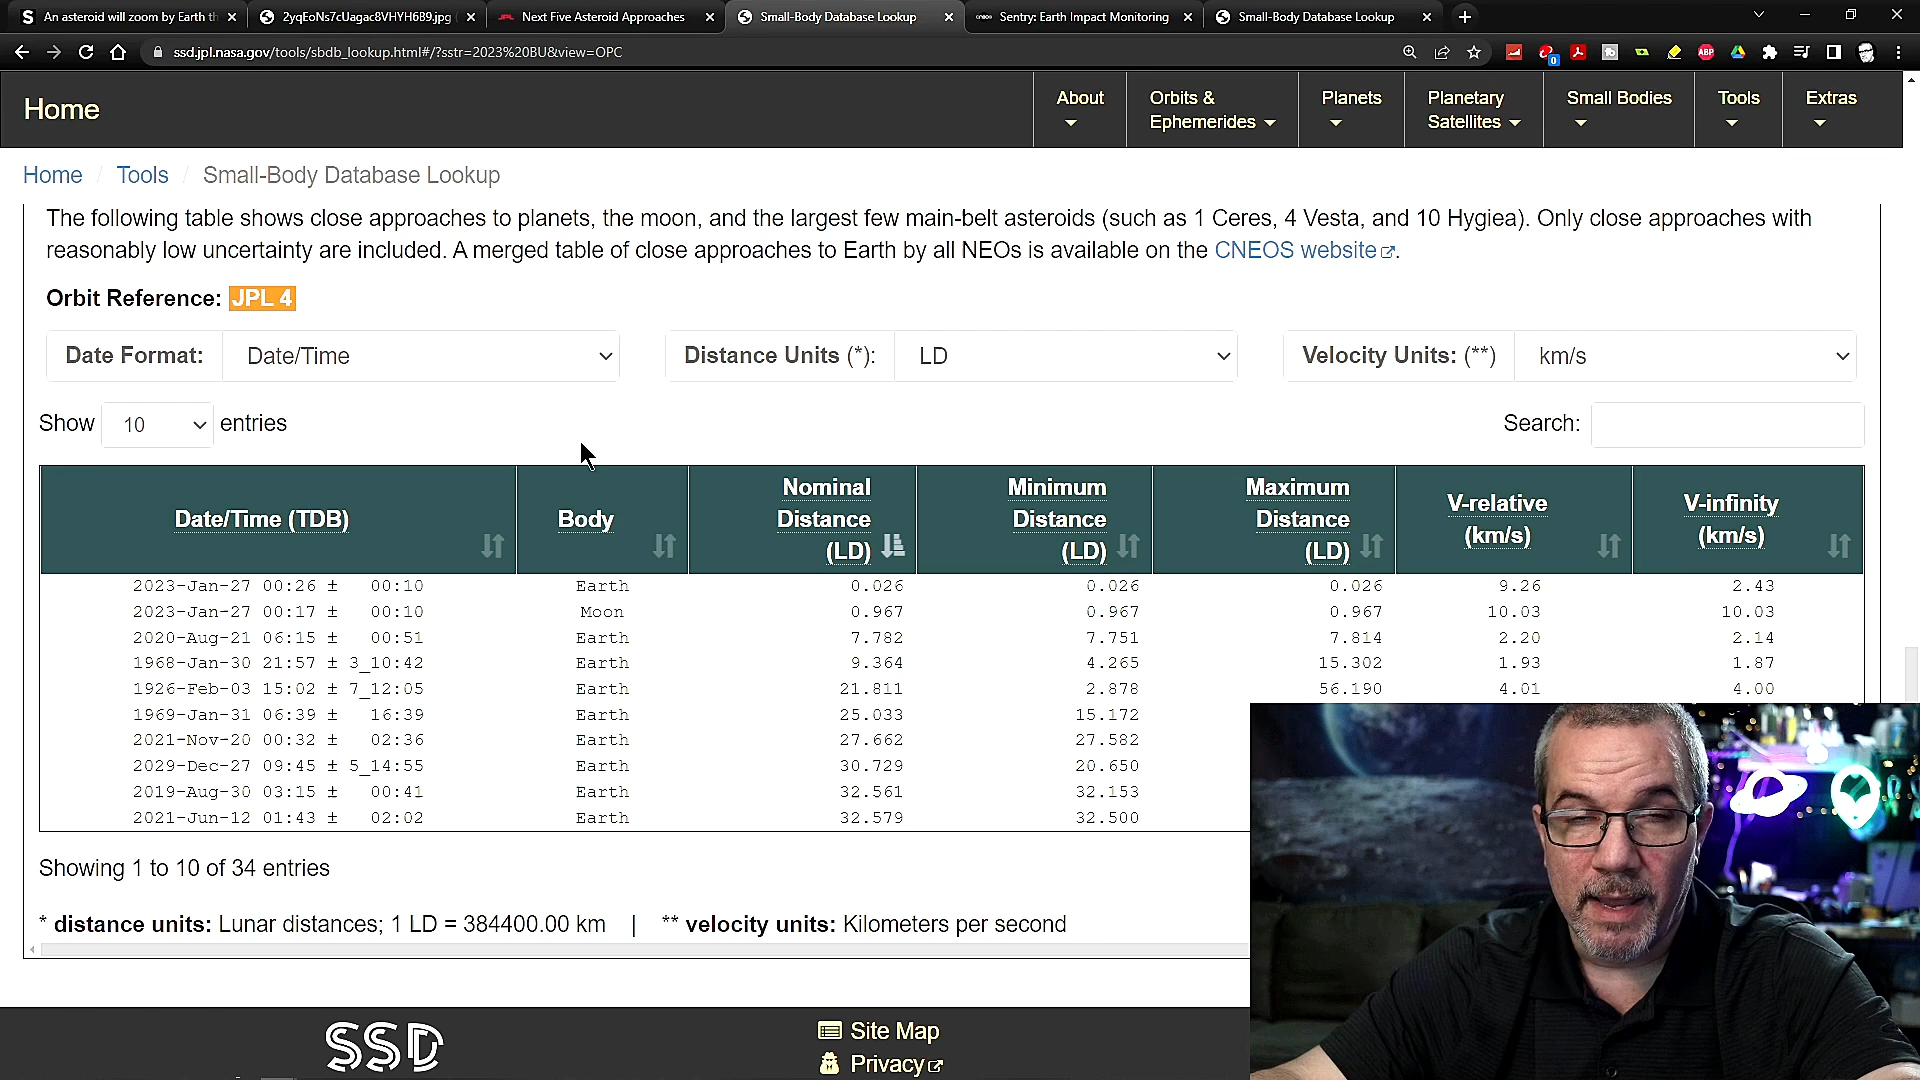 An asteroid will zoom by Earth th
2yqEoNs7cUagac8VHYH6B9.jpg
Next Five Asteroid Approaches
Small-Body Database Lookup
Sentry: Earth Impact Monitoring
Small-Body Database Lookup
ssd.jpl.nasa.gov/tools/sbdb_lookup.html#/?sstr=2023%20BU&view=OPC
Home
About
Orbits &
Ephemerides
Planets
Planetary
Satellites
Small Bodies
Tools
Extras
Home / Tools / Small-Body Database Lookup
The following table shows close approaches to planets, the moon, and the largest few main-belt asteroids (such as 1 Ceres, 4 Vesta, and 10 Hygiea). Only close approaches with
reasonably low uncertainty are included. A merged table of close approaches to Earth by all NEOs is available on the CNEOS website.
Orbit Reference: JPL 4
Date Format: Date/Time Distance Units (*): LD Velocity Units: (**) km/s
Show 10 entries Search:
Date/Time (TDB) Body Nominal Distance (LD) Minimum Distance (LD) Maximum Distance (LD) V-relative (km/s) V-infinity (km/s)
2023-Jan-27 00:26 ± 00:10 Earth 0.026 0.026 0.026 9.26 2.43
2023-Jan-27 00:17 ± 00:10 Moon 0.967 0.967 0.967 10.03 10.03
2020-Aug-21 06:15 ± 00:51 Earth 7.782 7.751 7.814 2.20 2.14
1968-Jan-30 21:57 ± 3_10:42 Earth 9.364 4.265 15.302 1.93 1.87
1926-Feb-03 15:02 ± 7_12:05 Earth 21.811 2.878 56.190 4.01 4.00
1969-Jan-31 06:39 ± 16:39 Earth 25.033 15.172
2021-Nov-20 00:32 ± 02:36 Earth 27.662 27.582
2029-Dec-27 09:45 ± 5_14:55 Earth 30.729 20.650
2019-Aug-30 03:15 ± 00:41 Earth 32.561 32.153
2021-Jun-12 01:43 ± 02:02 Earth 32.579 32.500
Showing 1 to 10 of 34 entries
* distance units: Lunar distances; 1 LD = 384400.00 km | ** velocity units: Kilometers per second
SSD
Site Map
Privacy